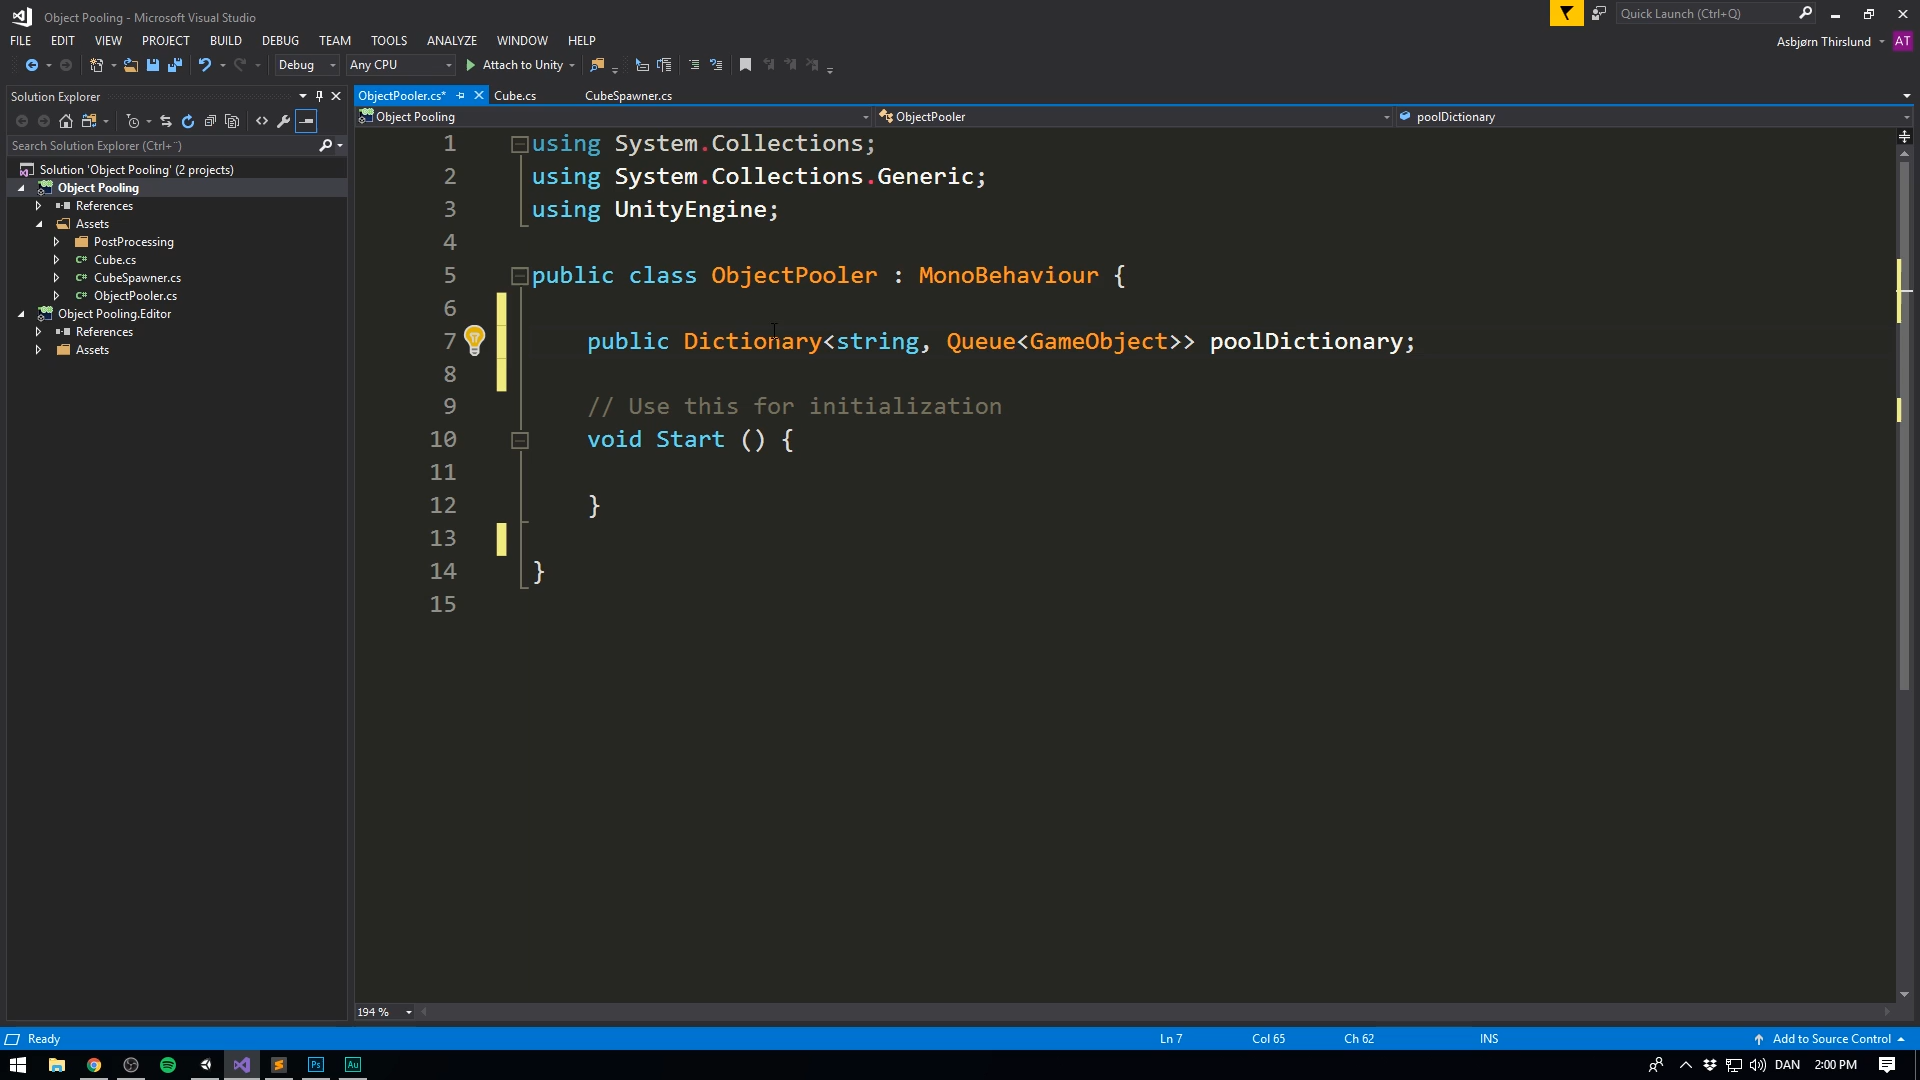 Object Pooling - Microsoft Visual Studio
Quick Launch (Ctrl+Q)
FILE EDIT VIEW PROJECT BUILD DEBUG TEAM TOOLS ANALYZE WINDOW HELP
Asbjørn Thirslund AT
Debug Any CPU Attach to Unity
Solution Explorer
ObjectPooler.cs* Cube.cs CubeSpawner.cs
Object Pooling ObjectPooler poolDictionary
Search Solution Explorer (Ctrl+¨)
Solution 'Object Pooling' (2 projects)
Object Pooling
References
Assets
PostProcessing
C# Cube.cs
C# CubeSpawner.cs
C# ObjectPooler.cs
Object Pooling.Editor
References
Assets
1 using System.Collections;
2 using System.Collections.Generic;
3 using UnityEngine;
4
5 public class ObjectPooler : MonoBehaviour {
6
7 public Dictionary<string, Queue<GameObject>> poolDictionary;
8
9 // Use this for initialization
10 void Start () {
11
12 }
13
14 }
15
194 %
Ready Ln 7 Col 65 Ch 62 INS Add to Source Control
Ps Au DAN 2:00 PM